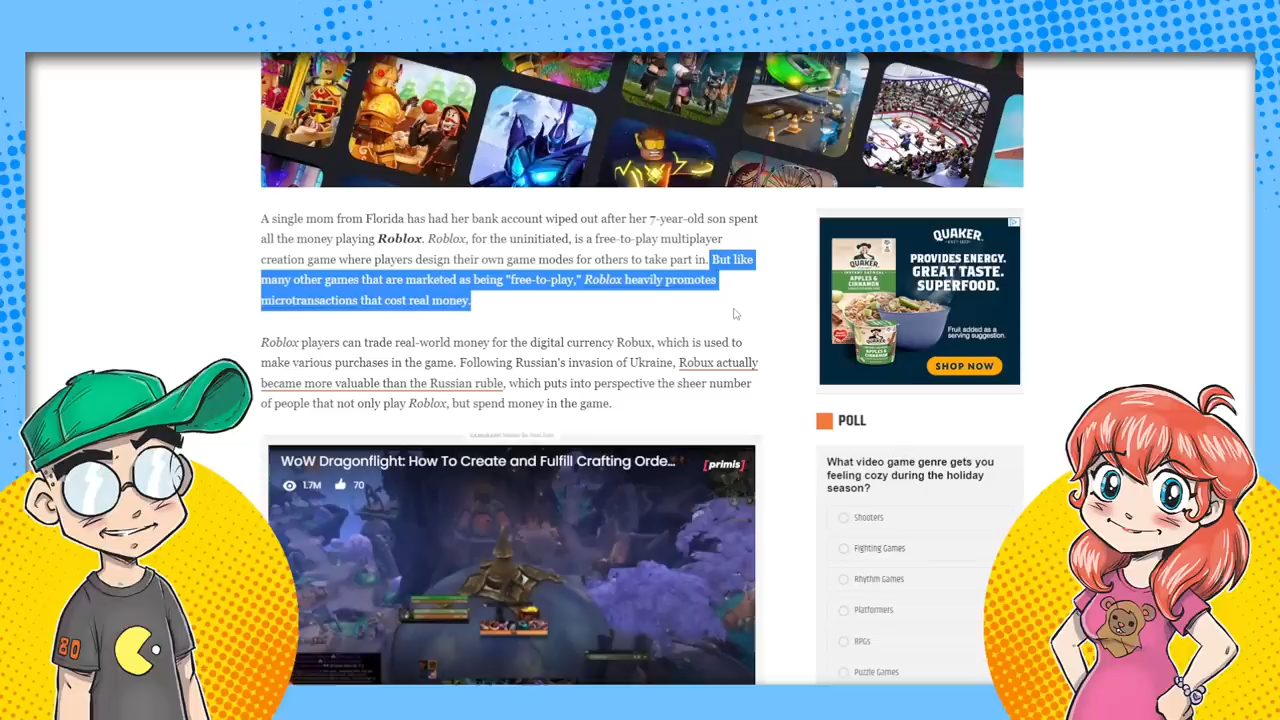 A single mom from Florida has had her bank account wiped out after her 7-year-old son spent
all the money playing Roblox. Roblox, for the uninitiated, is a free-to-play multiplayer
creation game where players design their own game modes for others to take part in. But like
many other games that are marketed as being "free-to-play," Roblox heavily promotes
microtransactions that cost real money.
Roblox players can trade real-world money for the digital currency Robux, which is used to
make various purchases in the game. Following Russian's invasion of Ukraine, Robux actually
became more valuable than the Russian ruble, which puts into perspective the sheer number
of people that not only play Roblox, but spend money in the game.
WoW Dragonflight: How To Create and Fulfill Crafting Orde...
[primis]
1.7M 70
QUAKER
PROVIDES ENERGY.
GREAT TASTE.
SUPERFOOD.
QUAKER
APPLES &
CINNAMON
Fruit added as a
serving suggestion.
SHOP NOW
POLL
What video game genre gets you
feeling cozy during the holiday
season?
Shooters
Fighting Games
Rhythm Games
Platformers
RPGs
Puzzle Games
80